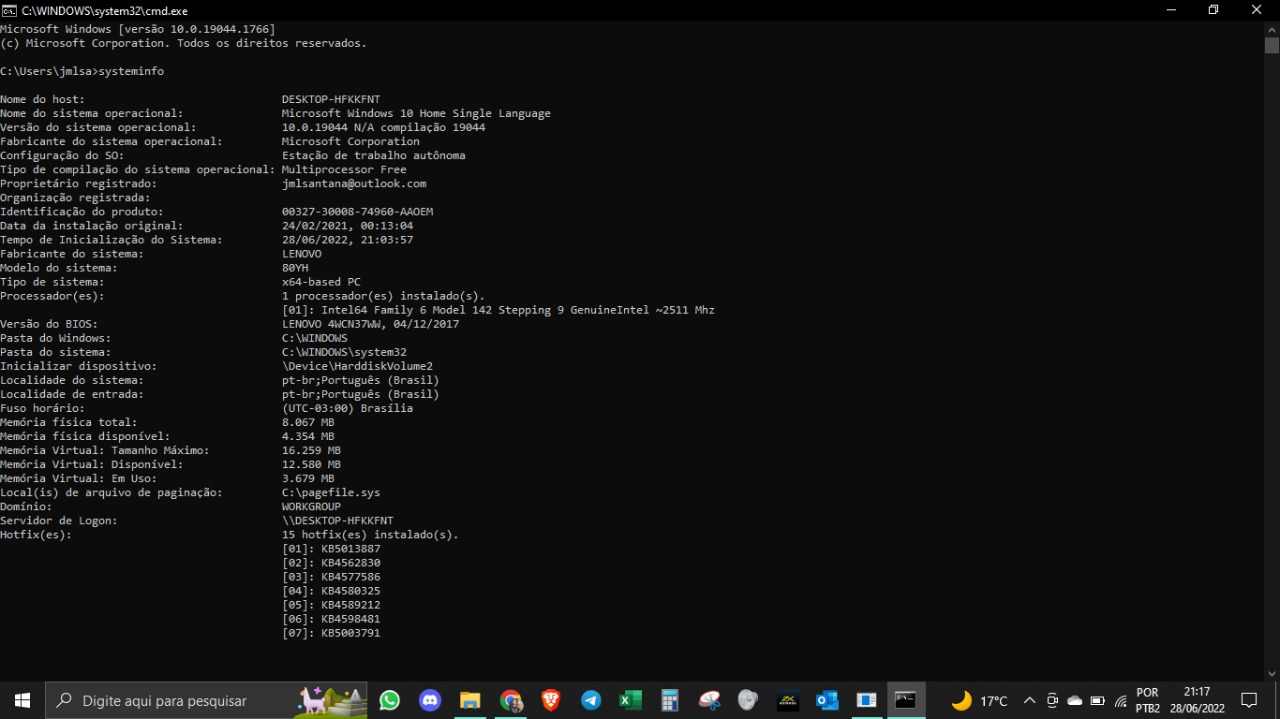 C:\WINDOWS\system32\cmd.exe
Microsoft Windows [versão 10.0.19044.1766]
(c) Microsoft Corporation. Todos os direitos reservados.
C:\Users\jmlsa>systeminfo
Nome do host: DESKTOP-HFKKFNT
Nome do sistema operacional: Microsoft Windows 10 Home Single Language
Versão do sistema operacional: 10.0.19044 N/A compilação 19044
Fabricante do sistema operacional: Microsoft Corporation
Configuração do SO: Estação de trabalho autônoma
Tipo de compilação do sistema operacional: Multiprocessor Free
Proprietário registrado: jmlsantana@outlook.com
Organização registrada:
Identificação do produto: 00327-30008-74960-AAOEM
Data da instalação original: 24/02/2021, 00:13:04
Tempo de Inicialização do Sistema: 28/06/2022, 21:03:57
Fabricante do sistema: LENOVO
Modelo do sistema: 80YH
Tipo de sistema: x64-based PC
Processador(es): 1 processador(es) instalado(s).
[01]: Intel64 Family 6 Model 142 Stepping 9 GenuineIntel ~2511 Mhz
Versão do BIOS: LENOVO 4WCN37WW, 04/12/2017
Pasta do Windows: C:\WINDOWS
Pasta do sistema: C:\WINDOWS\system32
Inicializar dispositivo: \Device\HarddiskVolume2
Localidade do sistema: pt-br;Português (Brasil)
Localidade de entrada: pt-br;Português (Brasil)
Fuso horário: (UTC-03:00) Brasília
Memória física total: 8.067 MB
Memória física disponível: 4.354 MB
Memória Virtual: Tamanho Máximo: 16.259 MB
Memória Virtual: Disponível: 12.580 MB
Memória Virtual: Em Uso: 3.679 MB
Local(is) de arquivo de paginação: C:\pagefile.sys
Domínio: WORKGROUP
Servidor de Logon: \\DESKTOP-HFKKFNT
Hotfix(es): 15 hotfix(es) instalado(s).
[01]: KB5013887
[02]: KB4562830
[03]: KB4577586
[04]: KB4580325
[05]: KB4589212
[06]: KB4598481
[07]: KB5003791
Digite aqui para pesquisar
17°C
POR
PTB2
21:17
28/06/2022